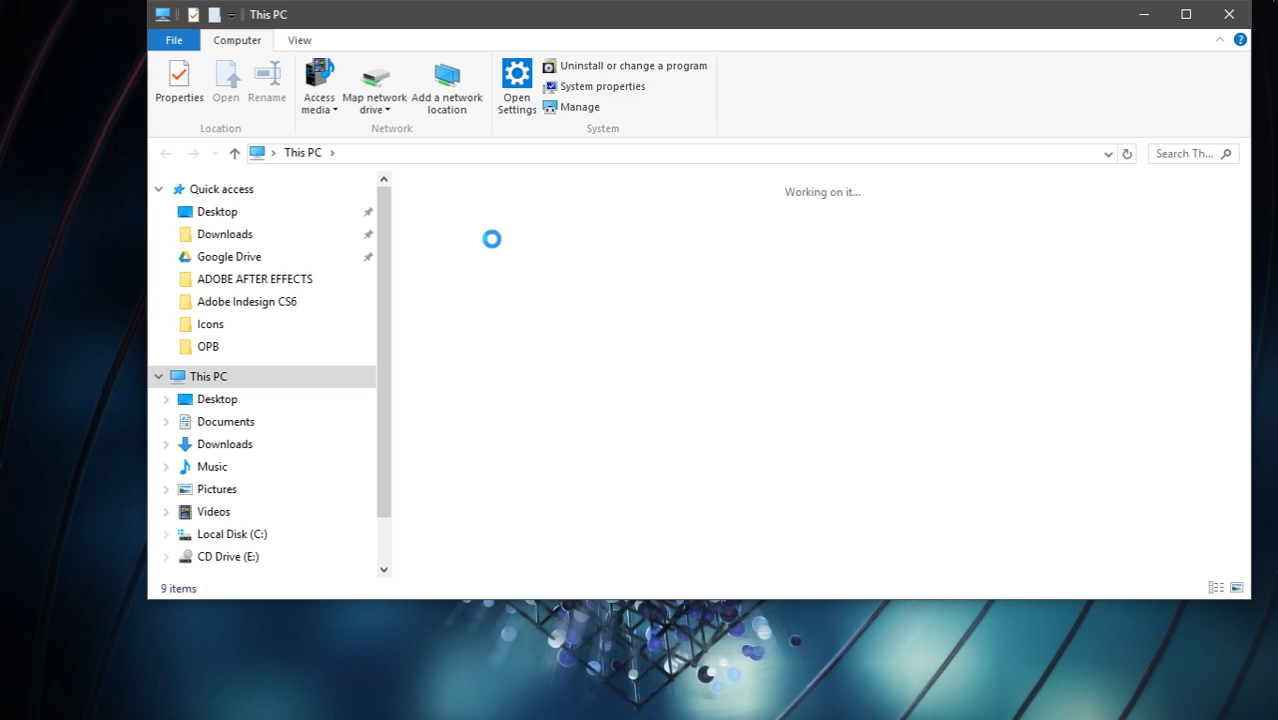 This PC
File
Computer
View
Properties
Open
Rename
Access media
Map network drive
Add a network location
Open Settings
Uninstall or change a program
System properties
Manage
Location
Network
System
This PC
Search Th...
Quick access
Desktop
Downloads
Google Drive
ADOBE AFTER EFFECTS
Adobe Indesign CS6
Icons
OPB
This PC
Desktop
Documents
Downloads
Music
Pictures
Videos
Local Disk (C:)
CD Drive (E:)
Working on it...
9 items